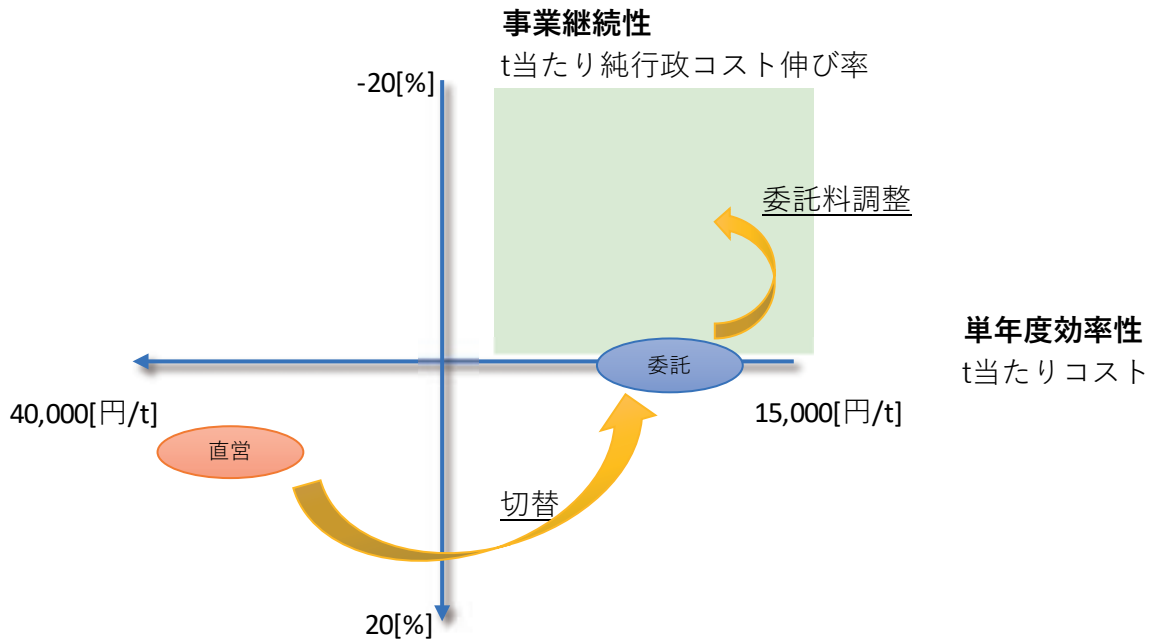 事業継続性
t当たり純行政コスト伸び率
-20[%]
委託料調整
単年度効率性
t当たりコスト
委託
40,000[円/t]
15,000[円/t]
直営
切替
20[%]